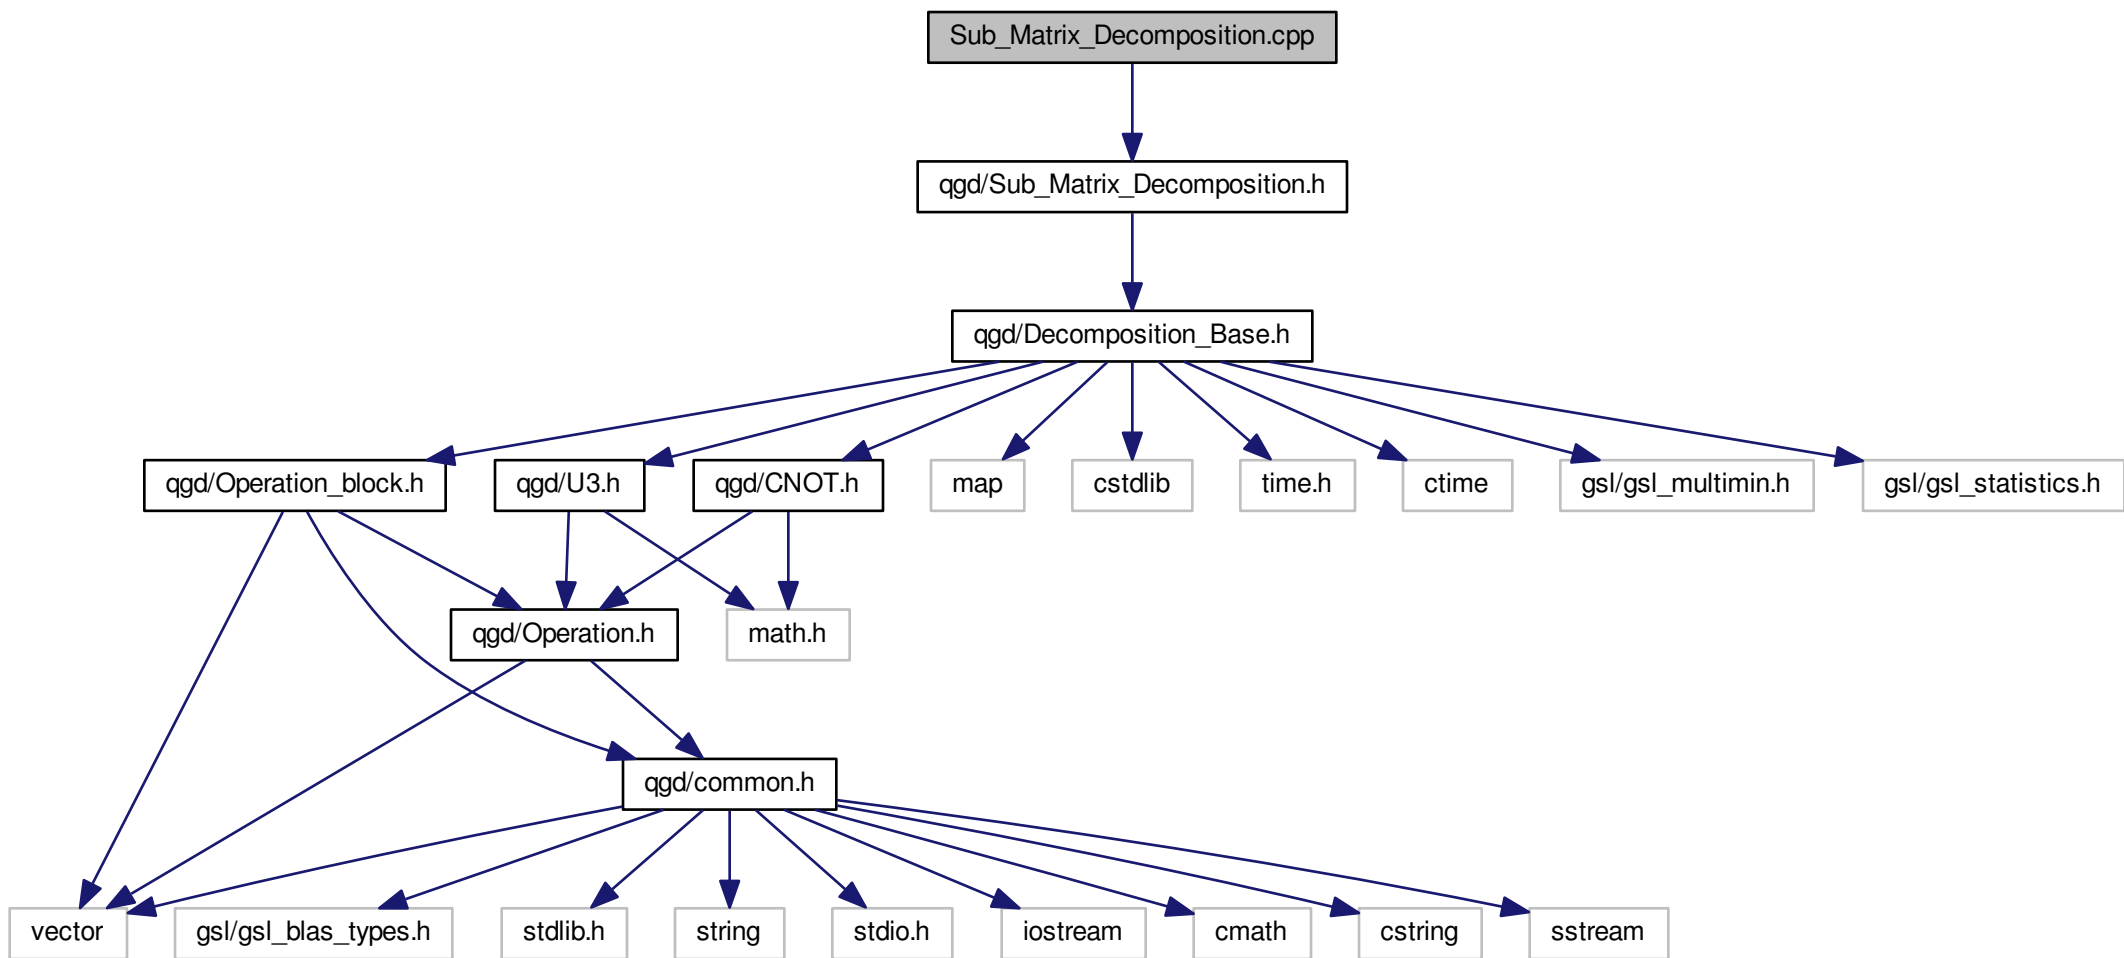 Sub_Matrix_Decomposition.cpp
qgd/Sub_Matrix_Decomposition.h
qgd/Decomposition_Base.h
qgd/Operation_block.h
qgd/U3.h
qgd/CNOT.h
map
cstdlib
time.h
ctime
gsl/gsl_multimin.h
gsl/gsl_statistics.h
qgd/Operation.h
math.h
qgd/common.h
vector
gsl/gsl_blas_types.h
stdlib.h
string
stdio.h
iostream
cmath
cstring
sstream